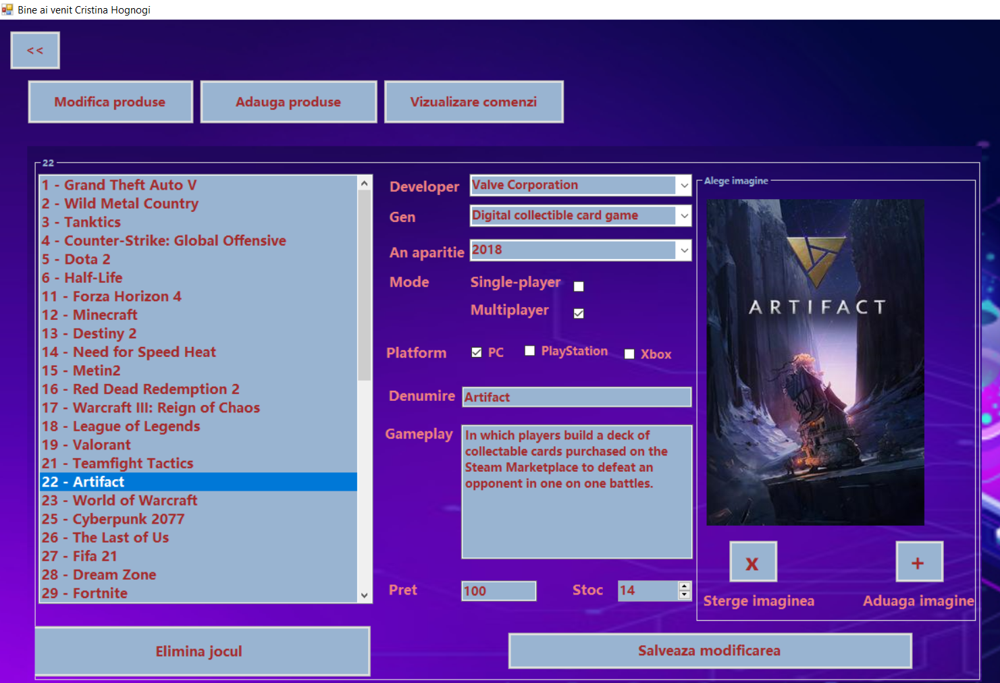 Bine ai venit Cristina Hognogi
<<
Modifica produse
Adauga produse
Vizualizare comenzi
22
1 - Grand Theft Auto V
2 - Wild Metal Country
3 - Tanktics
4 - Counter-Strike: Global Offensive
5 - Dota 2
6 - Half-Life
11 - Forza Horizon 4
12 - Minecraft
13 - Destiny 2
14 - Need for Speed Heat
15 - Metin2
16 - Red Dead Redemption 2
17 - Warcraft III: Reign of Chaos
18 - League of Legends
19 - Valorant
21 - Teamfight Tactics
22 - Artifact
23 - World of Warcraft
25 - Cyberpunk 2077
26 - The Last of Us
27 - Fifa 21
28 - Dream Zone
29 - Fortnite
Elimina jocul
Developer Valve Corporation
Gen Digital collectible card game
An aparitie 2018
Mode Single-player
Multiplayer
Platform PC PlayStation Xbox
Denumire Artifact
Gameplay In which players build a deck of
collectable cards purchased on the
Steam Marketplace to defeat an
opponent in one on one battles.
Pret 100 Stoc 14
Salveaza modificarea
Alege imagine
ARTIFACT
x +
Sterge imaginea Aduaga imagine